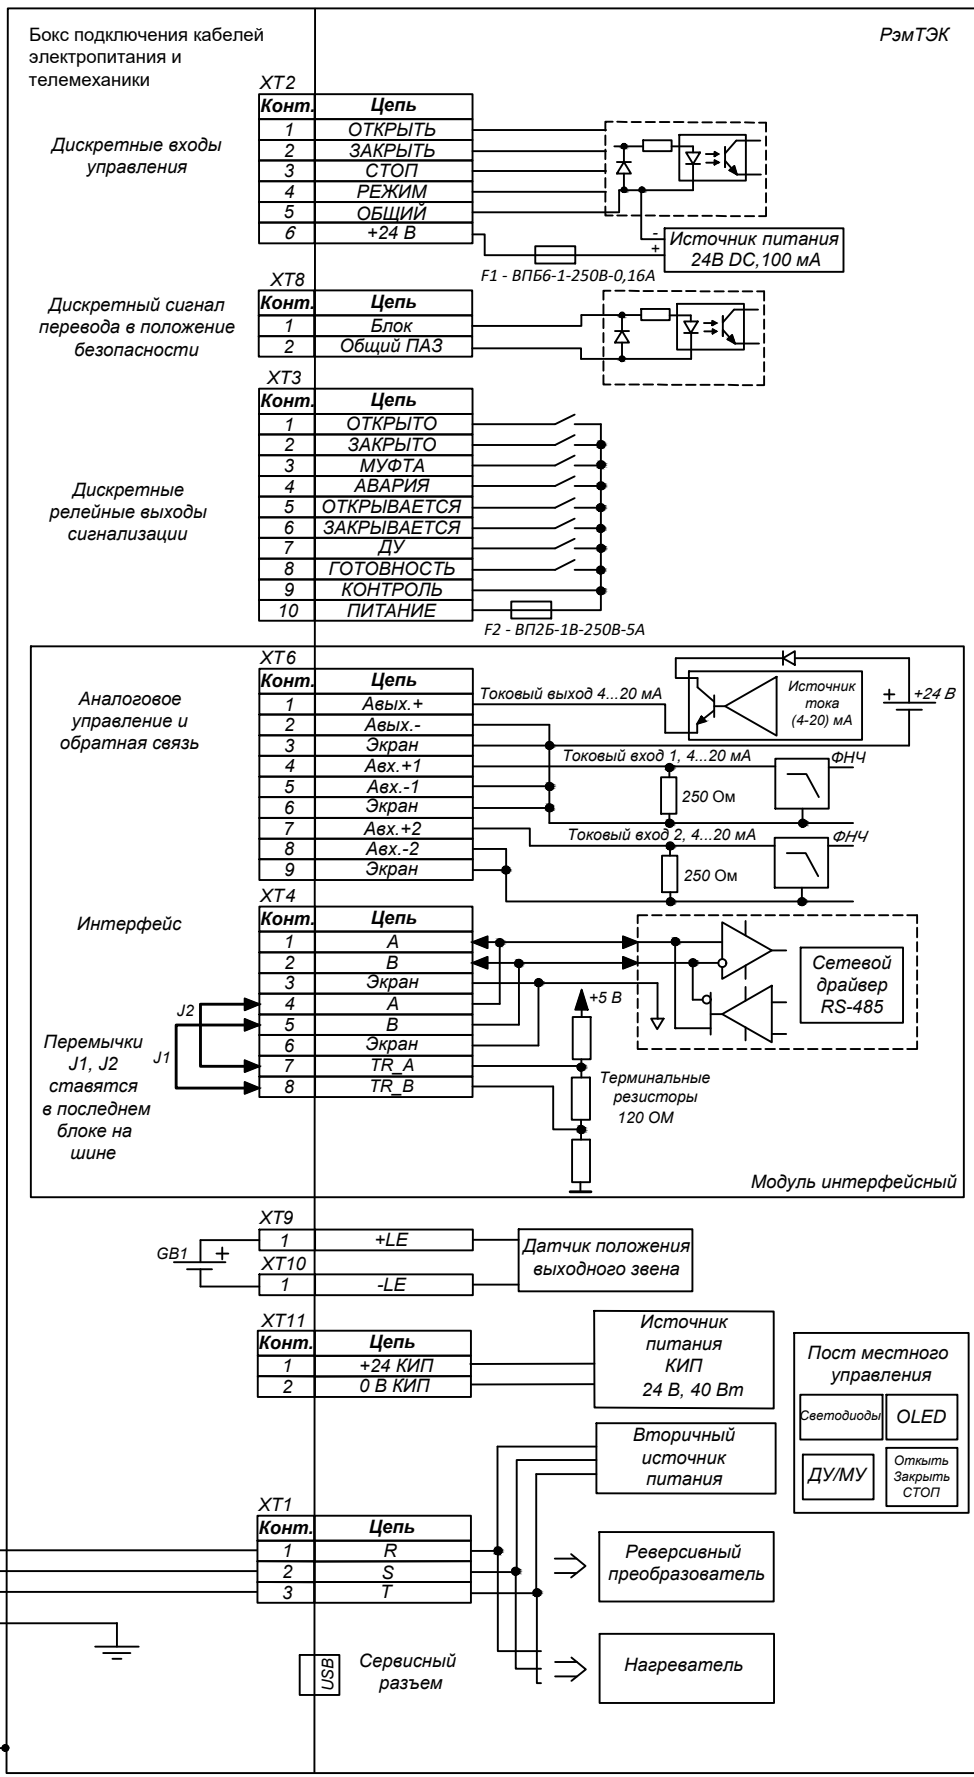 Бокс подключения кабелей
электропитания и
телемеханики
РэмТЭК
XT2
Конт. Цепь
1 ОТКРЫТЬ
2 ЗАКРЫТЬ
3 СТОП
4 РЕЖИМ
5 ОБЩИЙ
6 +24 В
Дискретные входы
управления
-
+
Источник питания
24В DC,100 мА
F1 - ВПБ6-1-250В-0,16А
XT8
Конт. Цепь
1 Блок
2 Общий ПАЗ
Дискретный сигнал
перевода в положение
безопасности
XT3
Конт. Цепь
1 ОТКРЫТО
2 ЗАКРЫТО
3 МУФТА
4 АВАРИЯ
5 ОТКРЫВАЕТСЯ
6 ЗАКРЫВАЕТСЯ
7 ДУ
8 ГОТОВНОСТЬ
9 КОНТРОЛЬ
10 ПИТАНИЕ
Дискретные
релейные выходы
сигнализации
F2 - ВП2Б-1В-250В-5А
XT6
Конт. Цепь
1 Авых.+
2 Авых.-
3 Экран
4 Авх.+1
5 Авх.-1
6 Экран
7 Авх.+2
8 Авх.-2
9 Экран
Аналоговое
управление и
обратная связь
Токовый выход 4...20 мА
Источник
тока
(4-20) мА
+
+24 В
Токовый вход 1, 4...20 мА
ФНЧ
250 Ом
Токовый вход 2, 4...20 мА
ФНЧ
250 Ом
XT4
Конт. Цепь
1 A
2 B
3 Экран
4 A
5 B
6 Экран
7 TR_A
8 TR_B
Интерфейс
J2
J1
Перемычки
J1, J2
ставятся
в последнем
блоке на
шине
+5 В
Сетевой
драйвер
RS-485
Терминальные
резисторы
120 ОМ
Модуль интерфейсный
XT9
1 +LE
XT10
1 -LE
GB1
+
Датчик положения
выходного звена
XT11
Конт. Цепь
1 +24 КИП
2 0 В КИП
Источник
питания
КИП
24 В, 40 Вт
Пост местного
управления
Светодиоды
OLED
ДУ/МУ
Откыть
Закрыть
СТОП
Вторичный
источник
питания
XT1
Конт. Цепь
1 R
2 S
3 T
Реверсивный
преобразователь
Нагреватель
USB
Сервисный
разъем